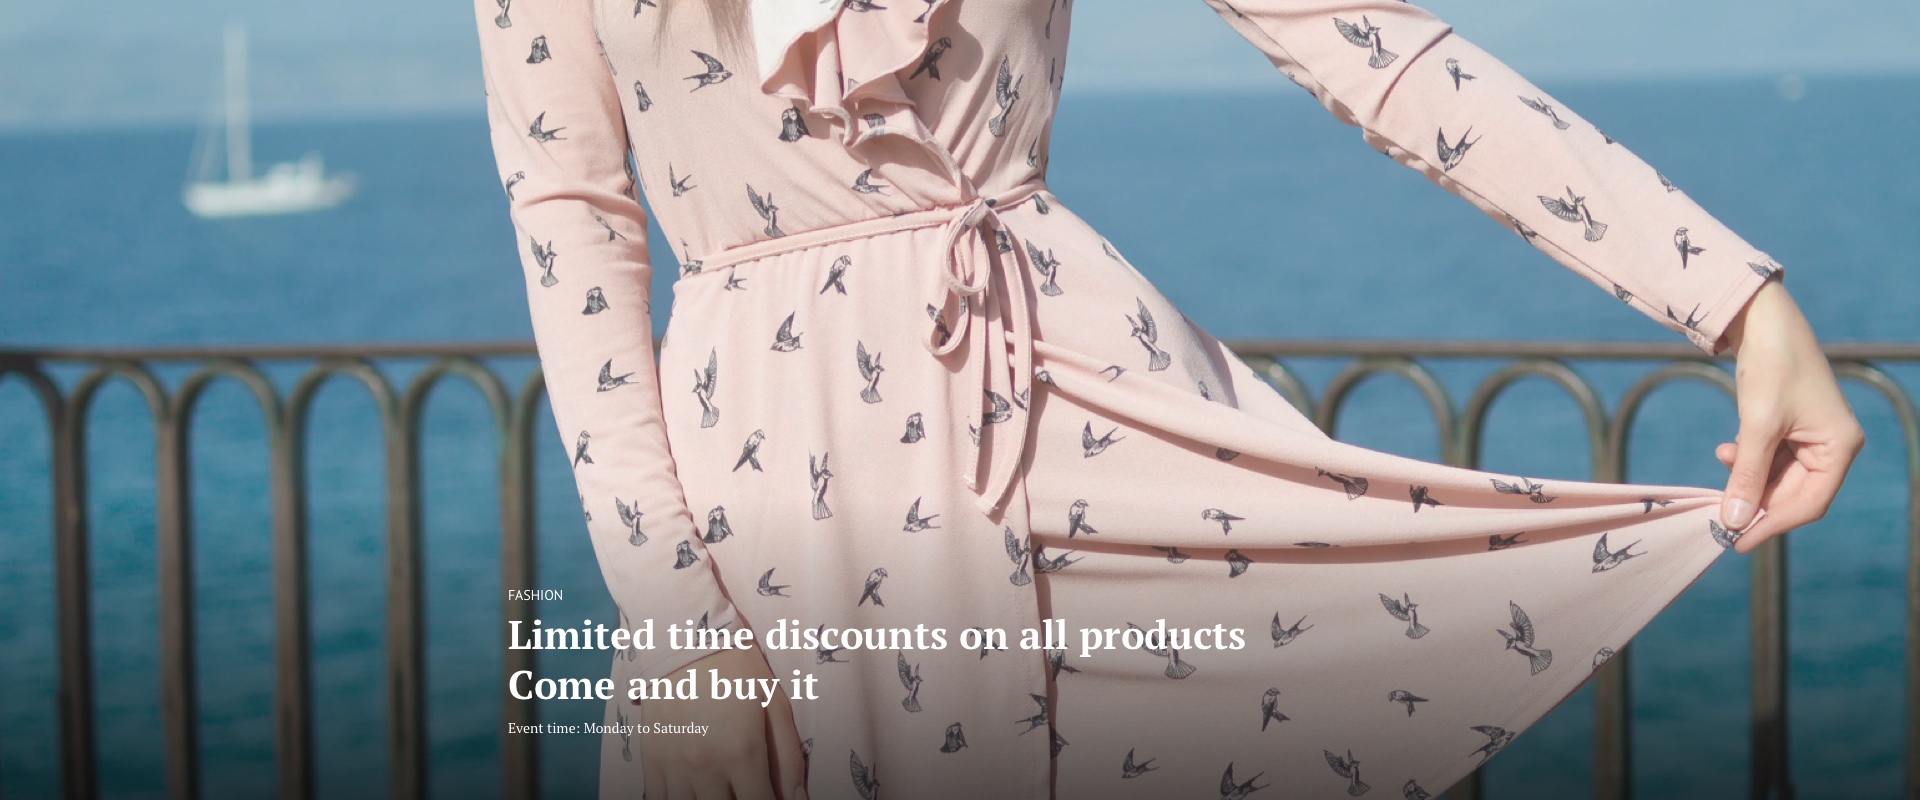 FASHION
Limited time discounts on all products
Come and buy it
Event time: Monday to Saturday